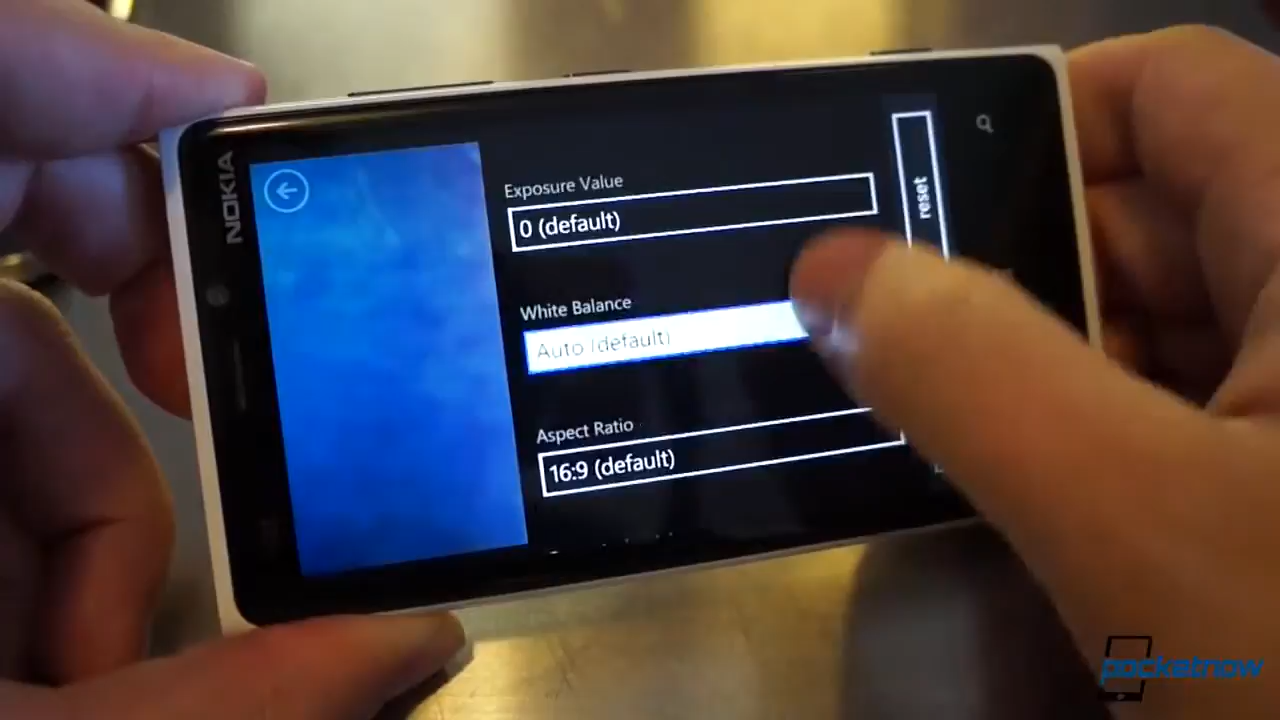 NOKIA
Exposure Value
0 (default)
White Balance
Auto (default)
Aspect Ratio
16:9 (default)
reset
pocketnow